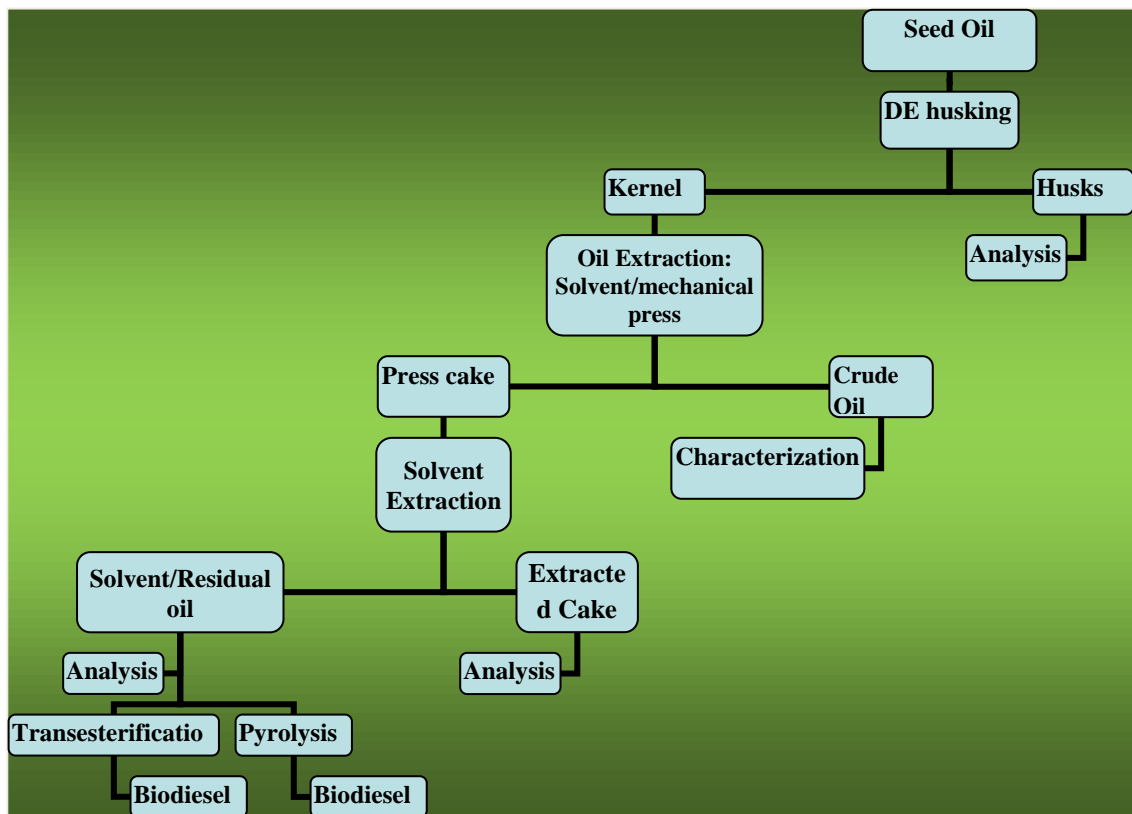 Seed Oil
DE husking
Kernel
Husks
Oil Extraction:
Solvent/mechanical
press
Analysis
Press cake
Crude
Oil
Solvent
Extraction
Characterization
Solvent/Residual
oil
Extracte
d Cake
Analysis
Analysis
Transesterificatio
Pyrolysis
Biodiesel
Biodiesel